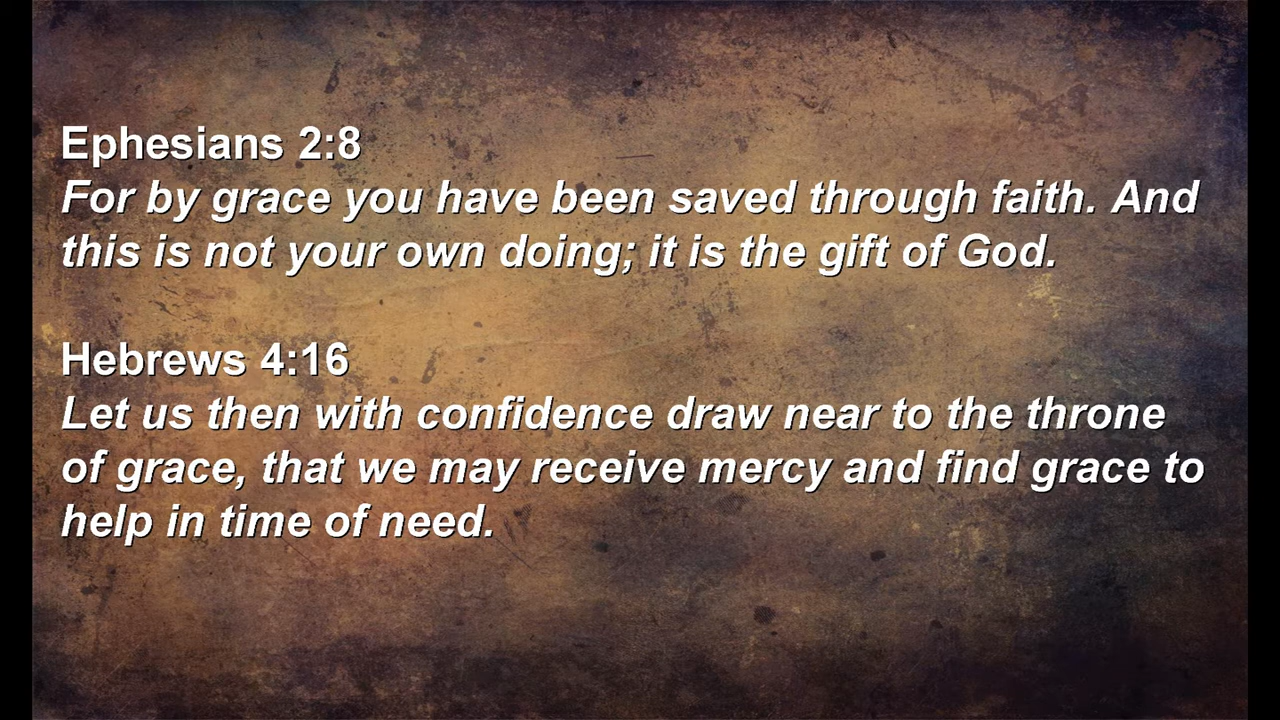 Ephesians 2:8
For by grace you have been saved through faith. And
this is not your own doing; it is the gift of God.
Hebrews 4:16
Let us then with confidence draw near to the throne
of grace, that we may receive mercy and find grace to
help in time of need.